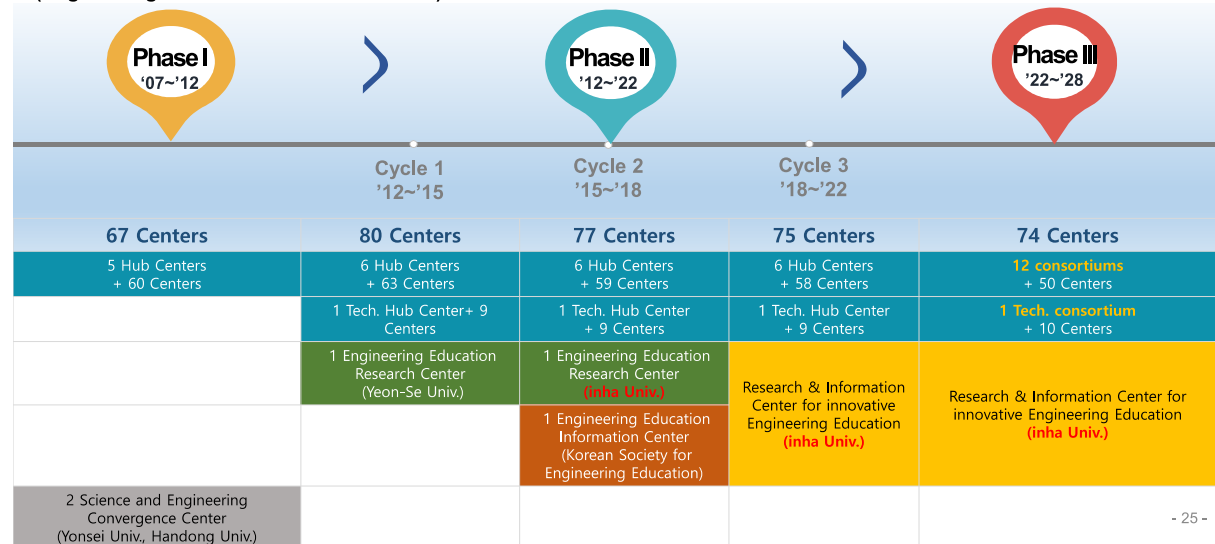 Phase I
‘07~’12
Phase II
’12~’22
Phase III
’22~’28
Cycle 1
’12~’15
Cycle 2
’15~’18
Cycle 3
’18~’22
67 Centers
80 Centers
77 Centers
75 Centers
74 Centers
5 Hub Centers
+ 60 Centers
6 Hub Centers
+ 63 Centers
6 Hub Centers
+ 59 Centers
6 Hub Centers
+ 58 Centers
12 consortiums
+ 50 Centers
1 Tech. Hub Center+ 9
Centers
1 Tech. Hub Center
+ 9 Centers
1 Tech. Hub Center
+ 9 Centers
1 Tech. consortium
+ 10 Centers
1 Engineering Education
Research Center
(Yeon-Se Univ.)
1 Engineering Education
Research Center
(inha Univ.)
Research & Information
Center for innovative
Engineering Education
(inha Univ.)
Research & Information Center for
innovative Engineering Education
(inha Univ.)
1 Engineering Education
Information Center
(Korean Society for
Engineering Education)
2 Science and Engineering
Convergence Center
(Yonsei Univ., Handong Univ.)
- 25 -